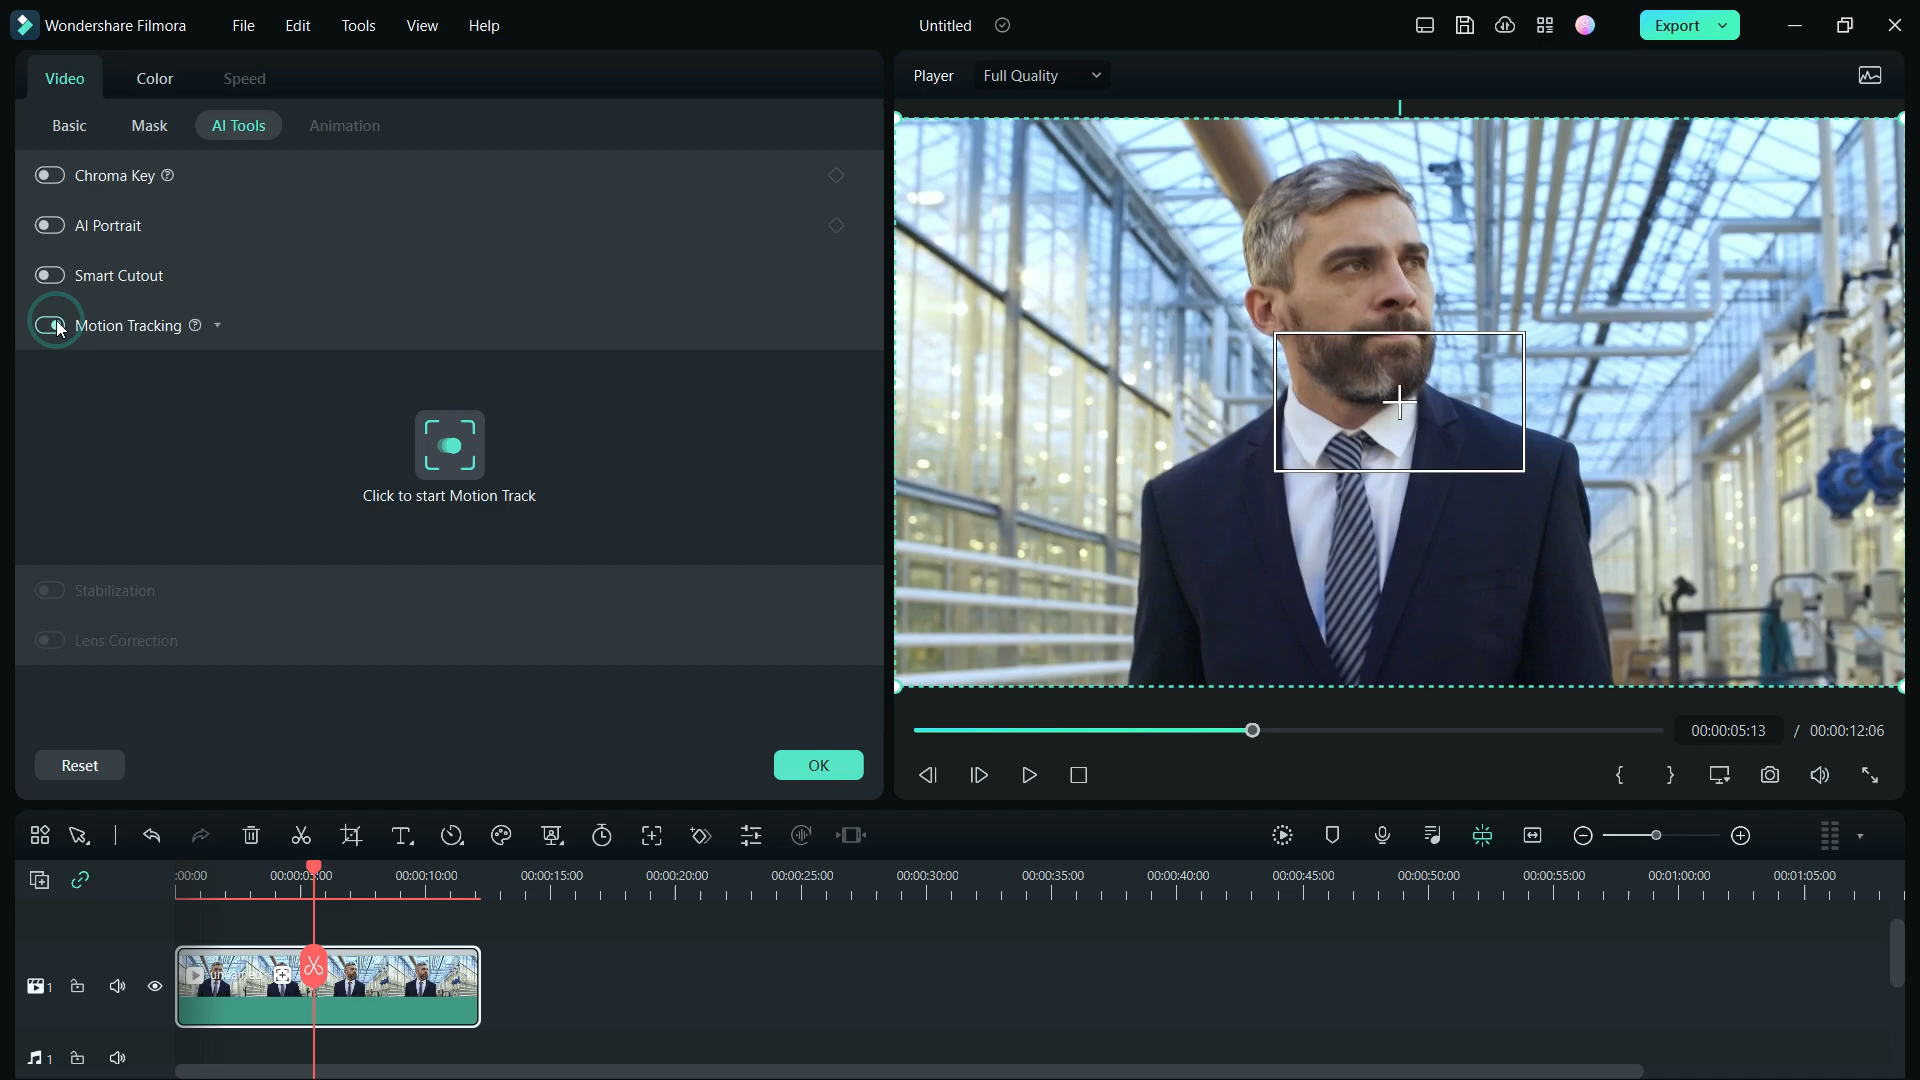 Wondershare Filmora File Edit Tools View Help Untitled Export
Video Color Speed
Player Full Quality
Basic Mask AI Tools Animation
Chroma Key
AI Portrait
Smart Cutout
Motion Tracking
Click to start Motion Track
Stabilization
Lens Correction
Reset OK
00:00:05:13 / 00:00:12:06
:00:00 00:00:05:00 00:00:10:00 00:00:15:00 00:00:20:00 00:00:25:00 00:00:30:00 00:00:35:00 00:00:40:00 00:00:45:00 00:00:50:00 00:00:55:00 00:01:00:00 00:01:05:00
1
1